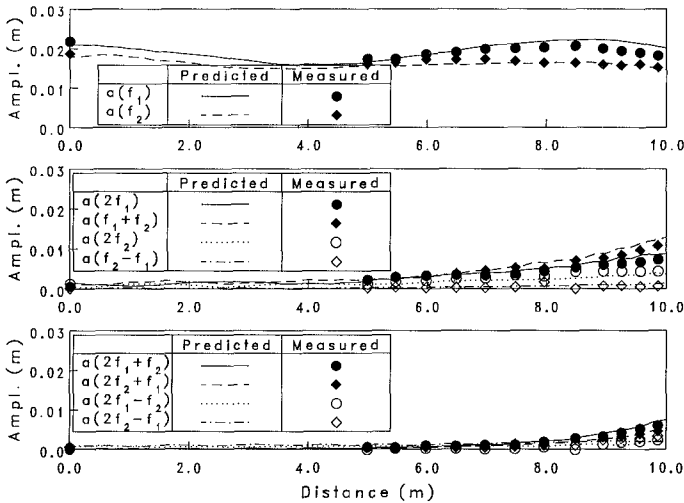 0.03
0.02
0.01
0.0
Ampl. (m)
Predicted Measured
a(f₁)
a(f₂)
0.0 2.0 4.0 6.0 8.0 10.0
0.03
0.02
0.01
0.0
Ampl. (m)
Predicted Measured
a(2f₁)
a(f₁+f₂)
a(2f₂)
a(f₂-f₁)
0.0 2.0 4.0 6.0 8.0 10.0
0.03
0.02
0.01
0.0
Ampl. (m)
Predicted Measured
a(2f₁+f₂)
a(2f₂+f₁)
a(2f₁-f₂)
a(2f₂-f₁)
0.0 2.0 4.0 6.0 8.0 10.0
Distance (m)